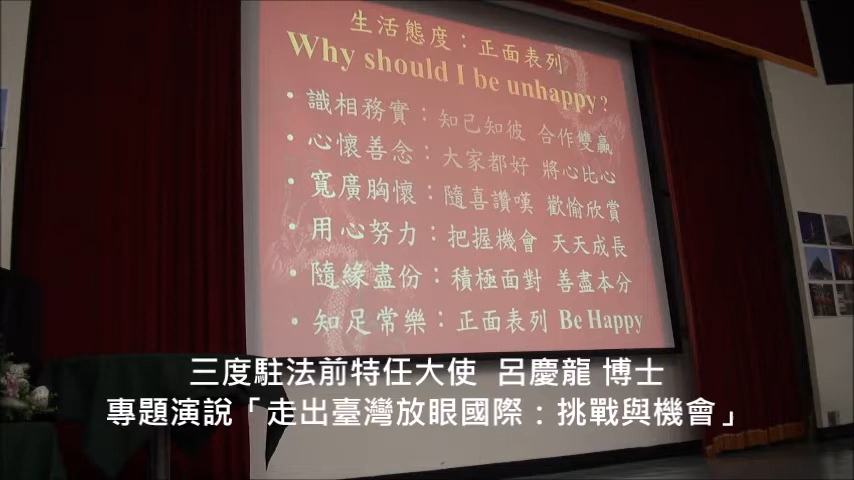 生活態度：正面表列
Why should I be unhappy?
• 識相務實：知己知彼 合作雙贏
• 心懷善念：大家都好 將心比心
• 寬廣胸懷：隨喜讚嘆 歡愉欣賞
• 用心努力：把握機會 天天成長
• 隨緣盡份：積極面對 善盡本分
• 知足常樂：正面表列 Be Happy
三度駐法前特任大使 呂慶龍 博士
專題演說「走出臺灣放眼國際：挑戰與機會」